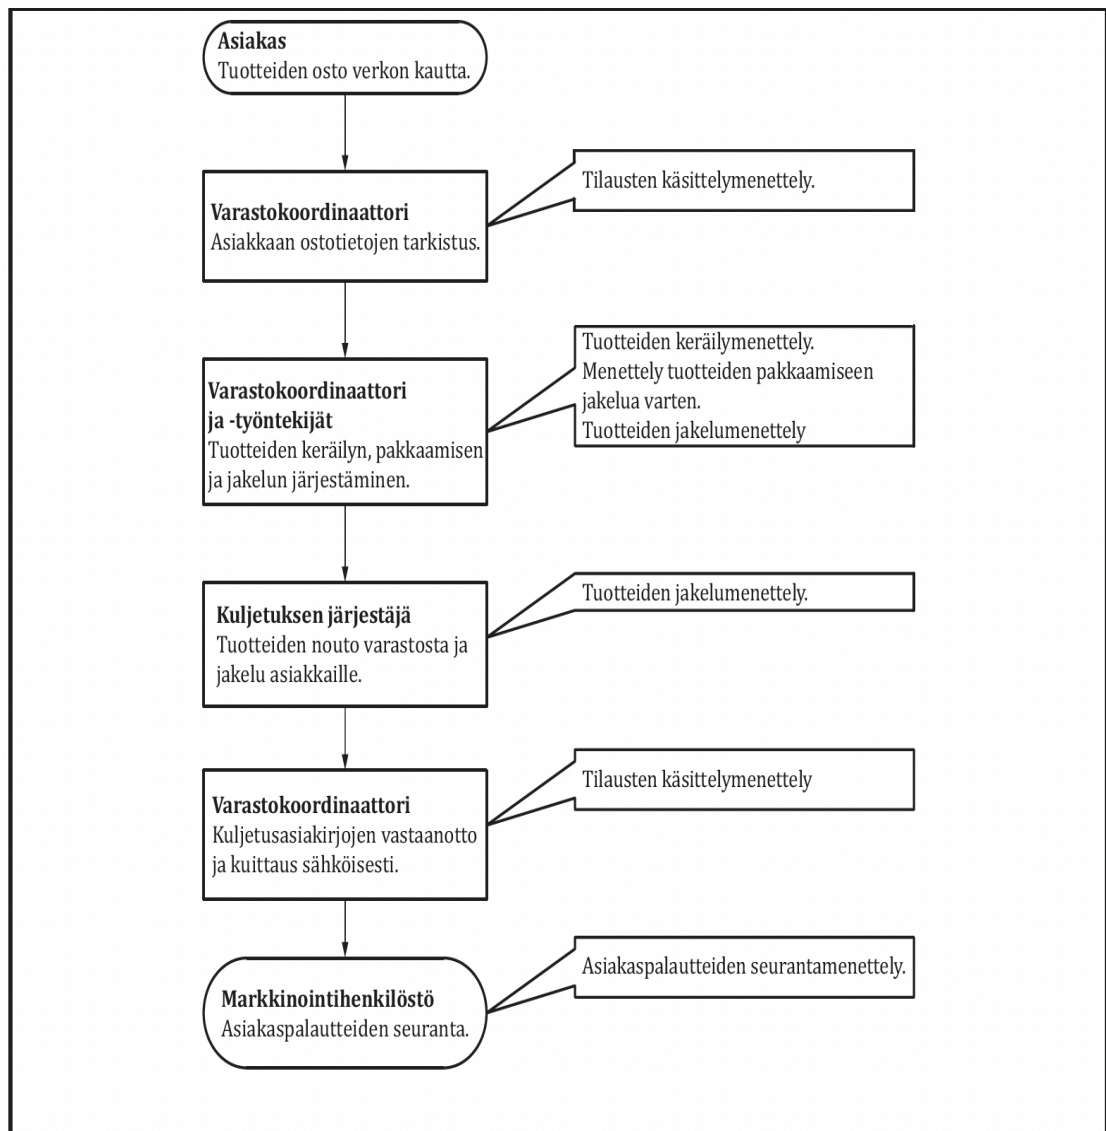 Asiakas
Tuotteiden osto verkon kautta.
Tilausten käsittelymenettely.
Varastokoordinaattori
Asiakkaan ostotietojen tarkistus.
Tuotteiden keräilymenettely.
Menettely tuotteiden pakkaamiseen
jakelua varten.
Tuotteiden jakelumenettely
Varastokoordinaattori
ja -työntekijät
Tuotteiden keräilyn, pakkaamisen
ja jakelun järjestäminen.
Tuotteiden jakelumenettely.
Kuljetuksen järjestäjä
Tuotteiden nouto varastosta ja
jakelu asiakkaille.
Tilausten käsittelymenettely
Varastokoordinaattori
Kuljetusasiakirjojen vastaanotto
ja kuittaus sähköisesti.
Asiakaspalautteiden seurantamenettely.
Markkinointihenkilöstö
Asiakaspalautteiden seuranta.